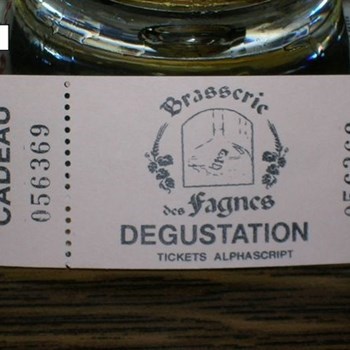 CADEAU
056369
Brasserie
des Fagnes
DEGUSTATION
TICKETS ALPHASCRIPT